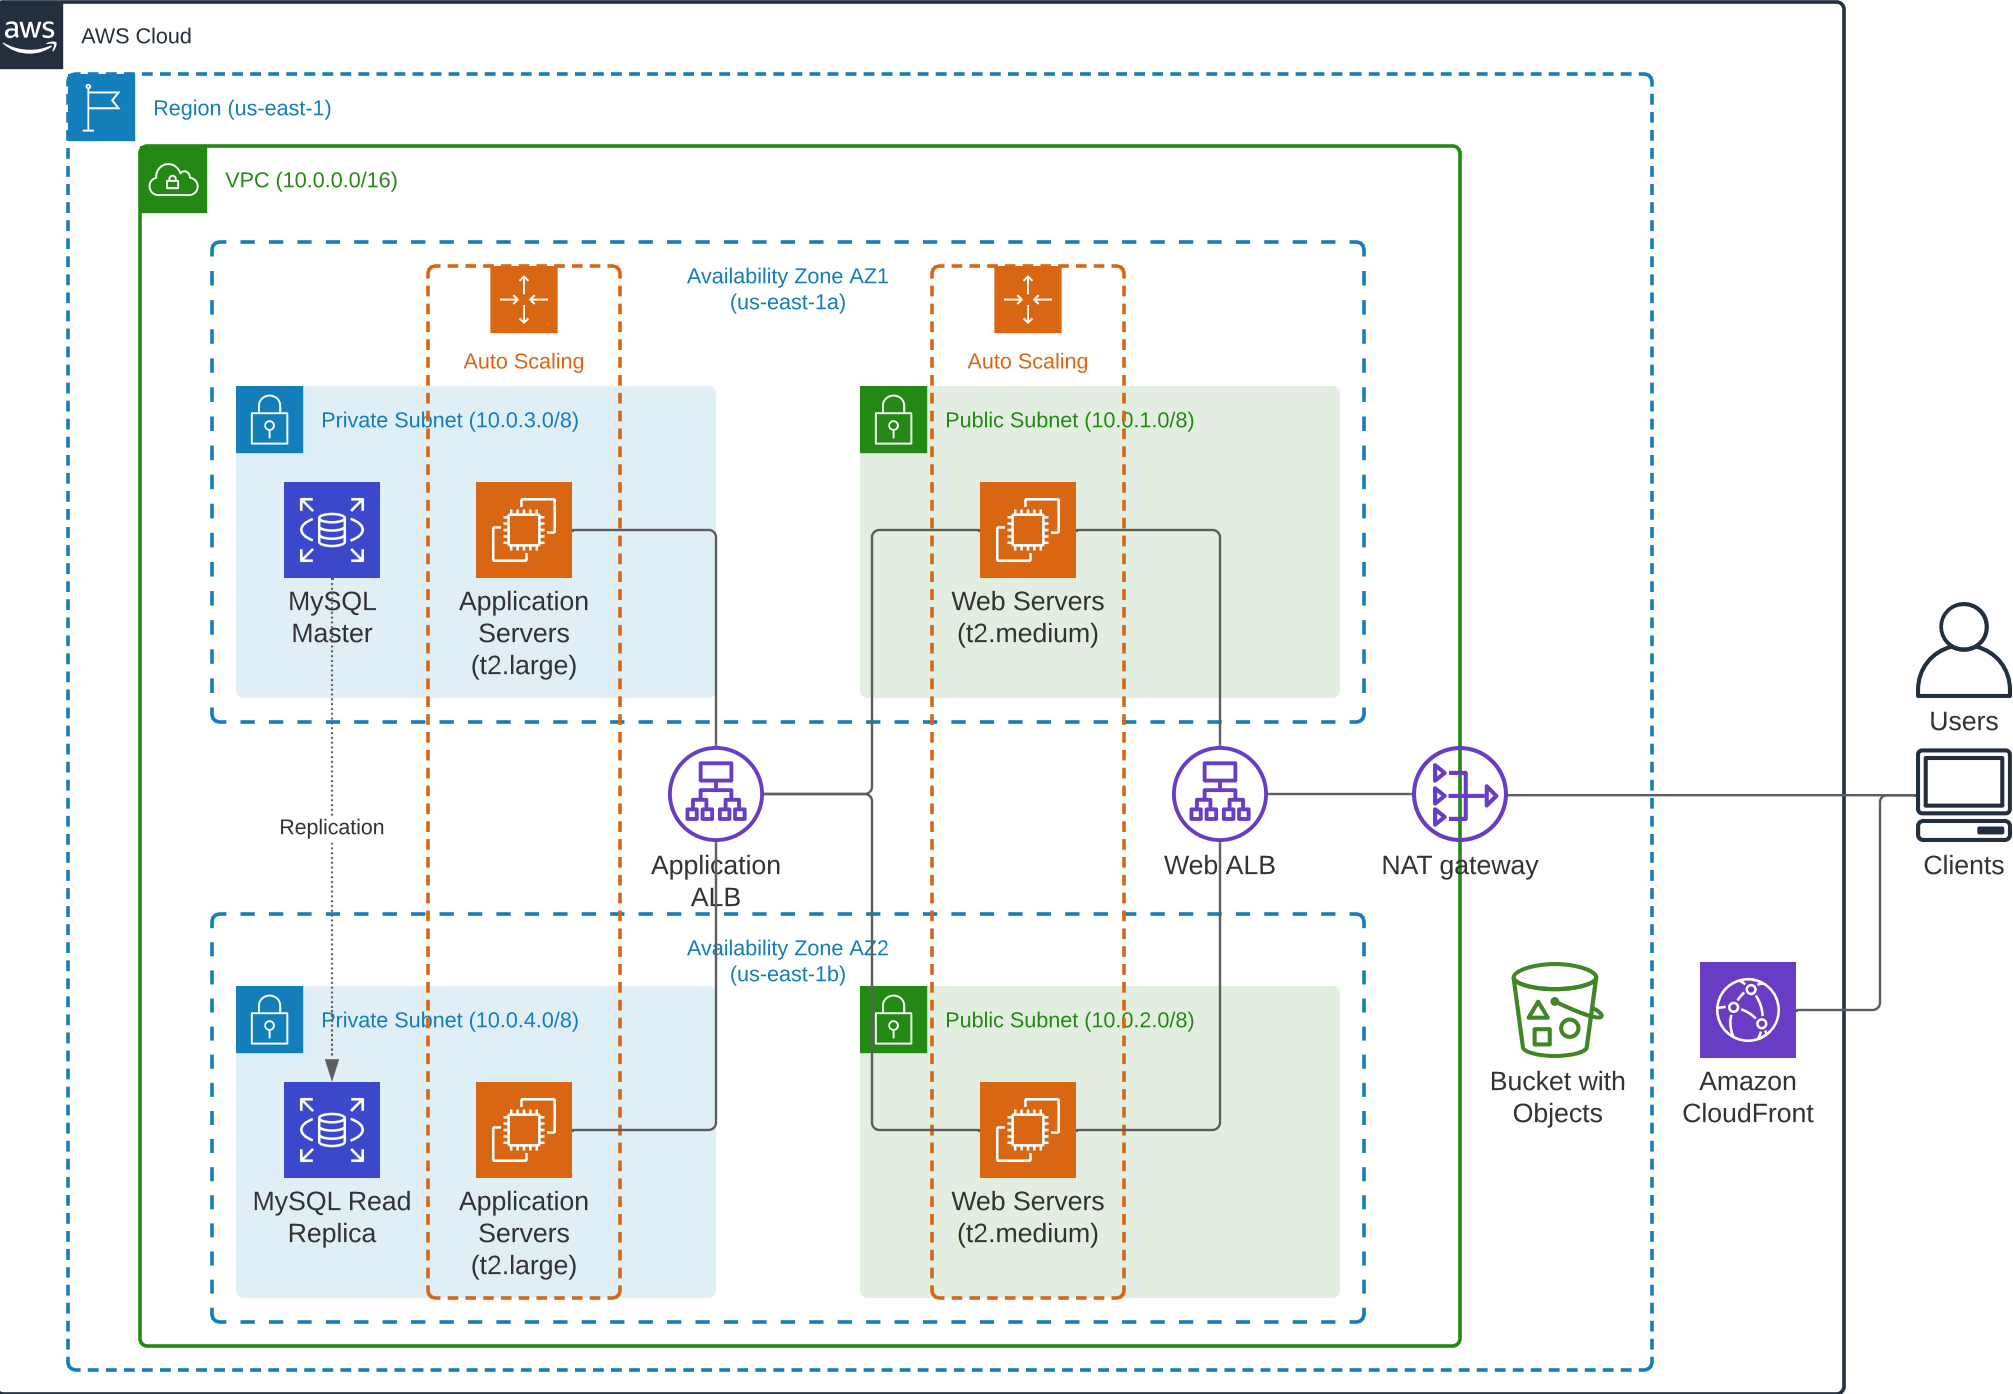 aws
AWS Cloud
Region (us-east-1)
VPC (10.0.0.0/16)
Availability Zone AZ1
(us-east-1a)
Auto Scaling
Auto Scaling
Private Subnet (10.0.3.0/8)
Public Subnet (10.0.1.0/8)
MySQL
Master
Application
Servers
(t2.large)
Web Servers
(t2.medium)
Users
Replication
Application
ALB
Web ALB
NAT gateway
Clients
Availability Zone AZ2
(us-east-1b)
Private Subnet (10.0.4.0/8)
Public Subnet (10.0.2.0/8)
Bucket with
Objects
Amazon
CloudFront
MySQL Read
Replica
Application
Servers
(t2.large)
Web Servers
(t2.medium)